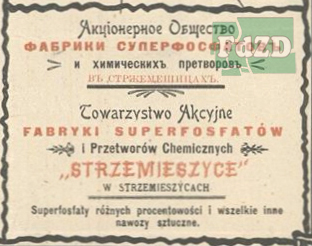 Акціонерное Общество
ФАБРИКИ СУПЕРФОСФАТОВЪ
и химическихъ претворовъ
ВЪ СТРЖЕМЕШИЦАХЪ.
Towarzystwo Akcyjne
FABRYKI SUPERFOSFATÓW
i Przetworów Chemicznych
„STRZEMIESZYCE”
W STRZEMIESZYCACH
Superfosfaty różnych procentowości i wszelkie inne
nawozy sztuczne.
FdZD